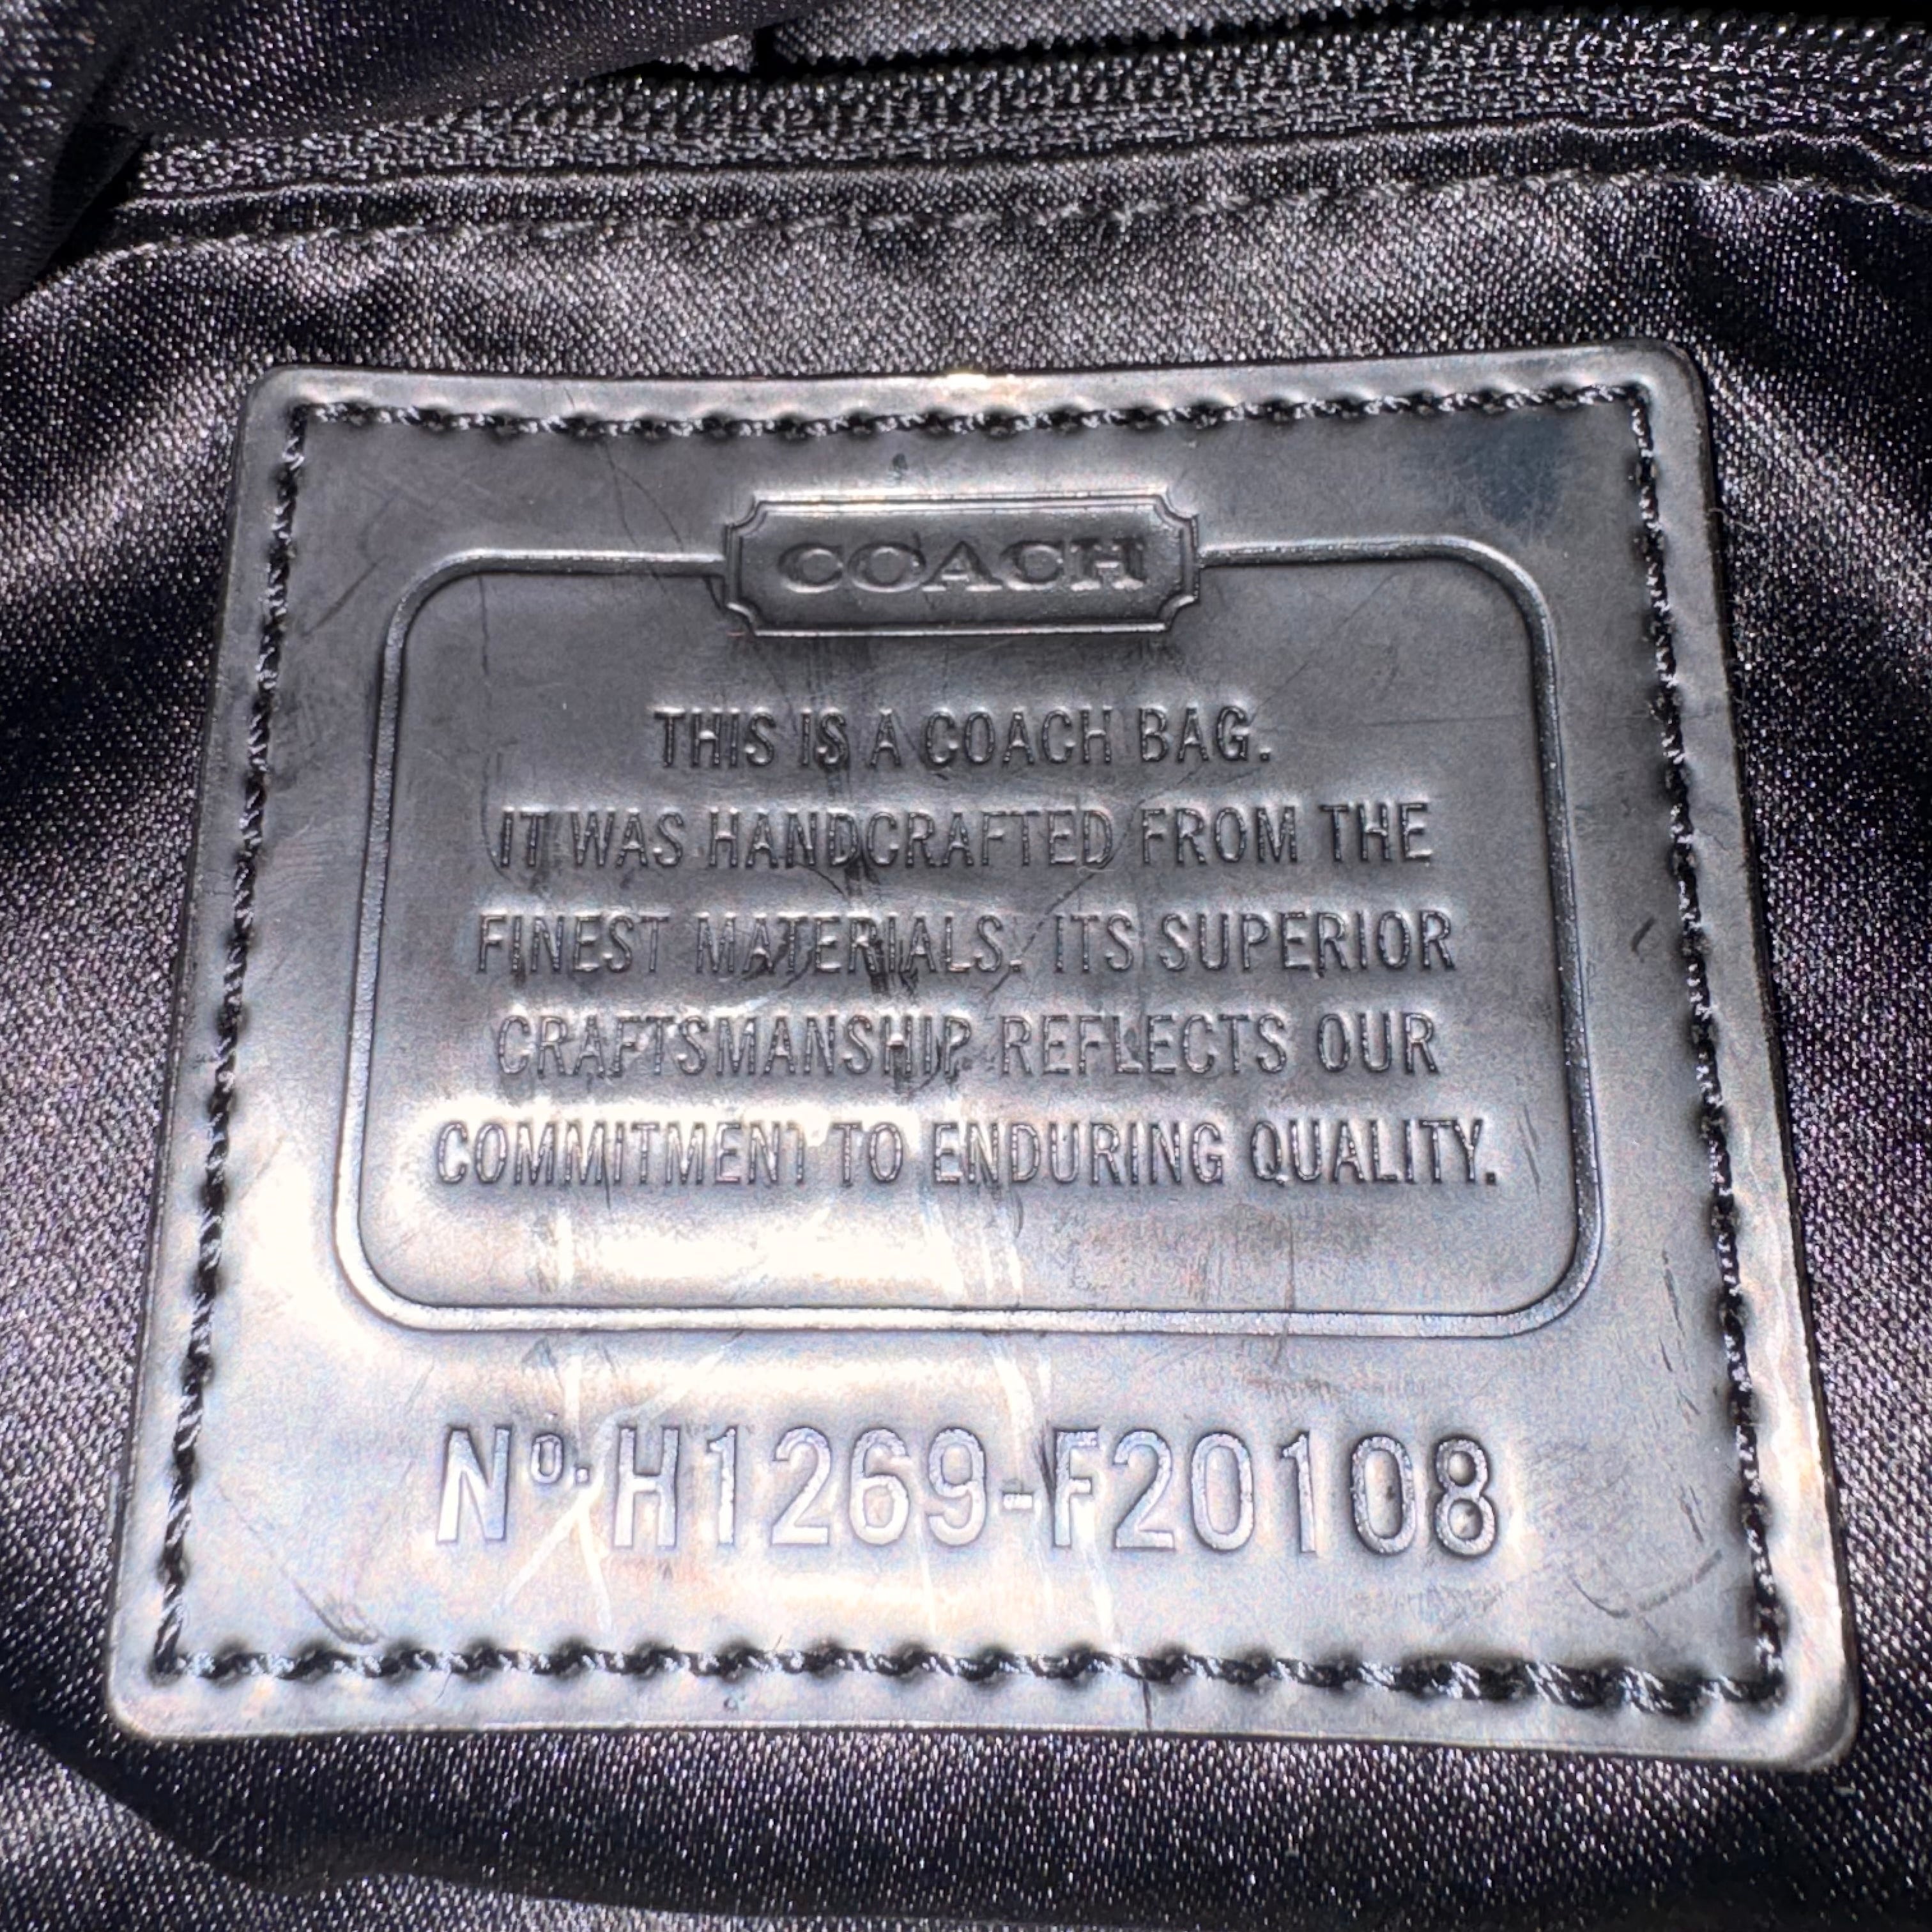 COACH
THIS IS A COACH BAG.
IT WAS HANDCRAFTED FROM THE
FINEST MATERIALS. ITS SUPERIOR
CRAFTSMANSHIP REFLECTS OUR
COMMITMENT TO ENDURING QUALITY.
Nº. H1269-F20108